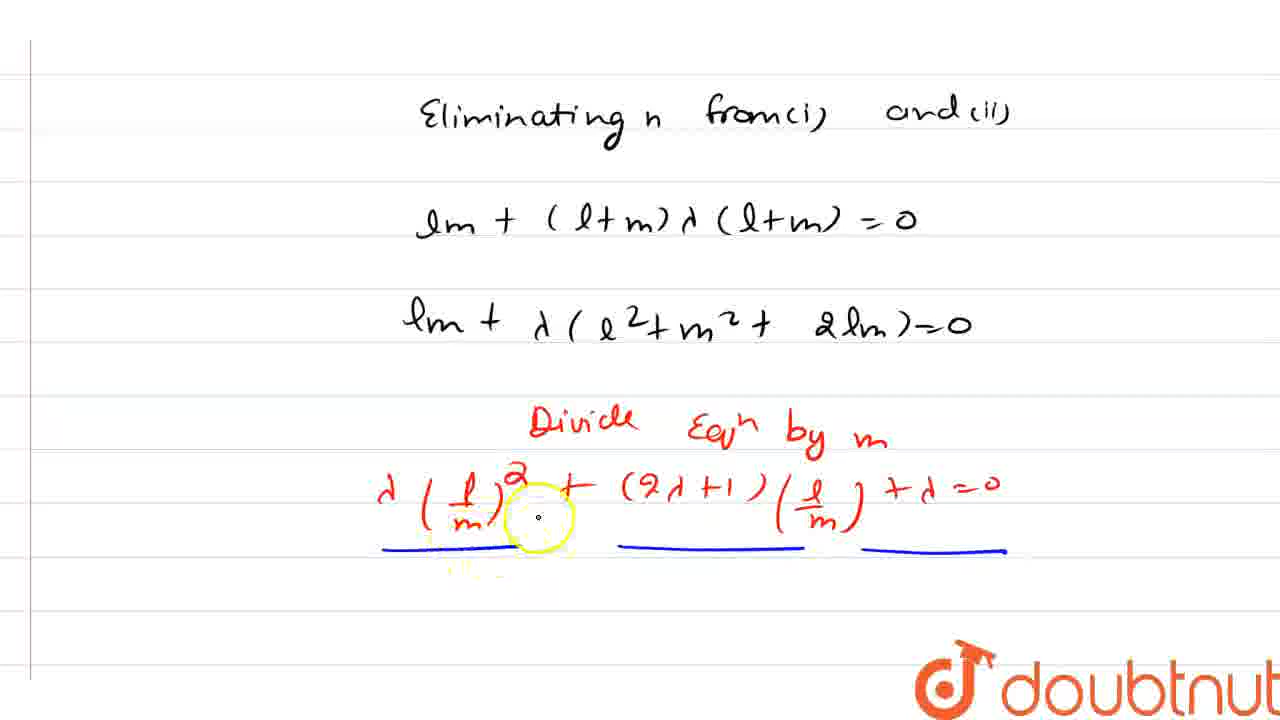 Eliminating n from (i) and (ii)
lm + (l+m) λ (l+m) = 0
lm + λ (l²+m²+ 2lm) = 0
Divide Eqⁿ by m
λ (l/m)² + (2λ+1) (l/m) + λ = 0
doubtnut